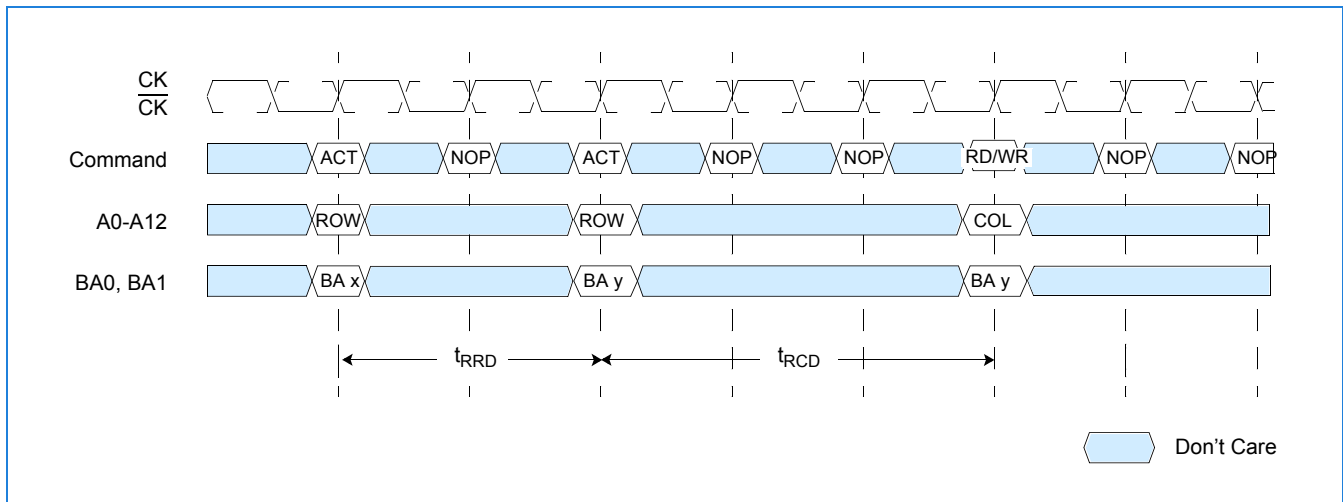 CK
CK
Command ACT NOP ACT NOP NOP RD/WR NOP NOP
A0-A12 ROW ROW COL
BA0, BA1 BA x BA y BA y
tRRD tRCD
Don't Care